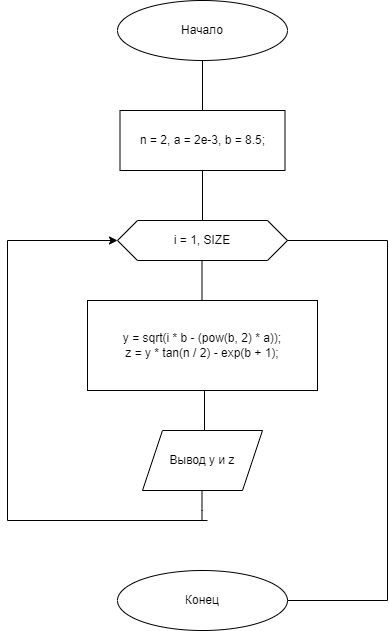 Начало
n = 2, a = 2e-3, b = 8.5;
i = 1, SIZE
y = sqrt(i * b - (pow(b, 2) * a));
z = y * tan(n / 2) - exp(b + 1);
Вывод y и z
Конец